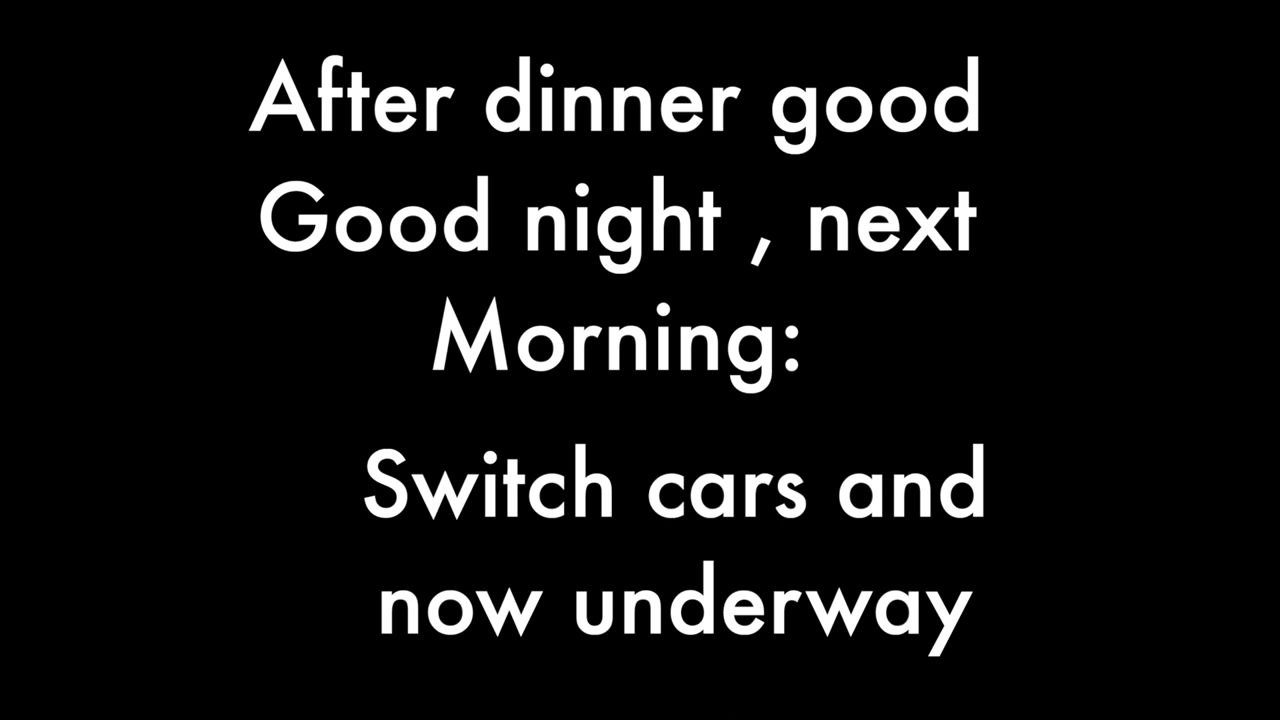 After dinner good
Good night , next
Morning:
Switch cars and
now underway